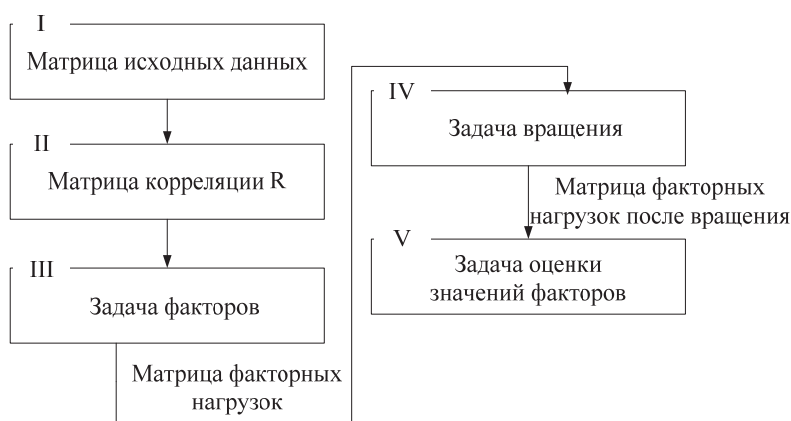 I
Матрица исходных данных
II
Матрица корреляции R
III
Задача факторов
Матрица факторных
нагрузок
IV
Задача вращения
Матрица факторных
нагрузок после вращения
V
Задача оценки
значений факторов